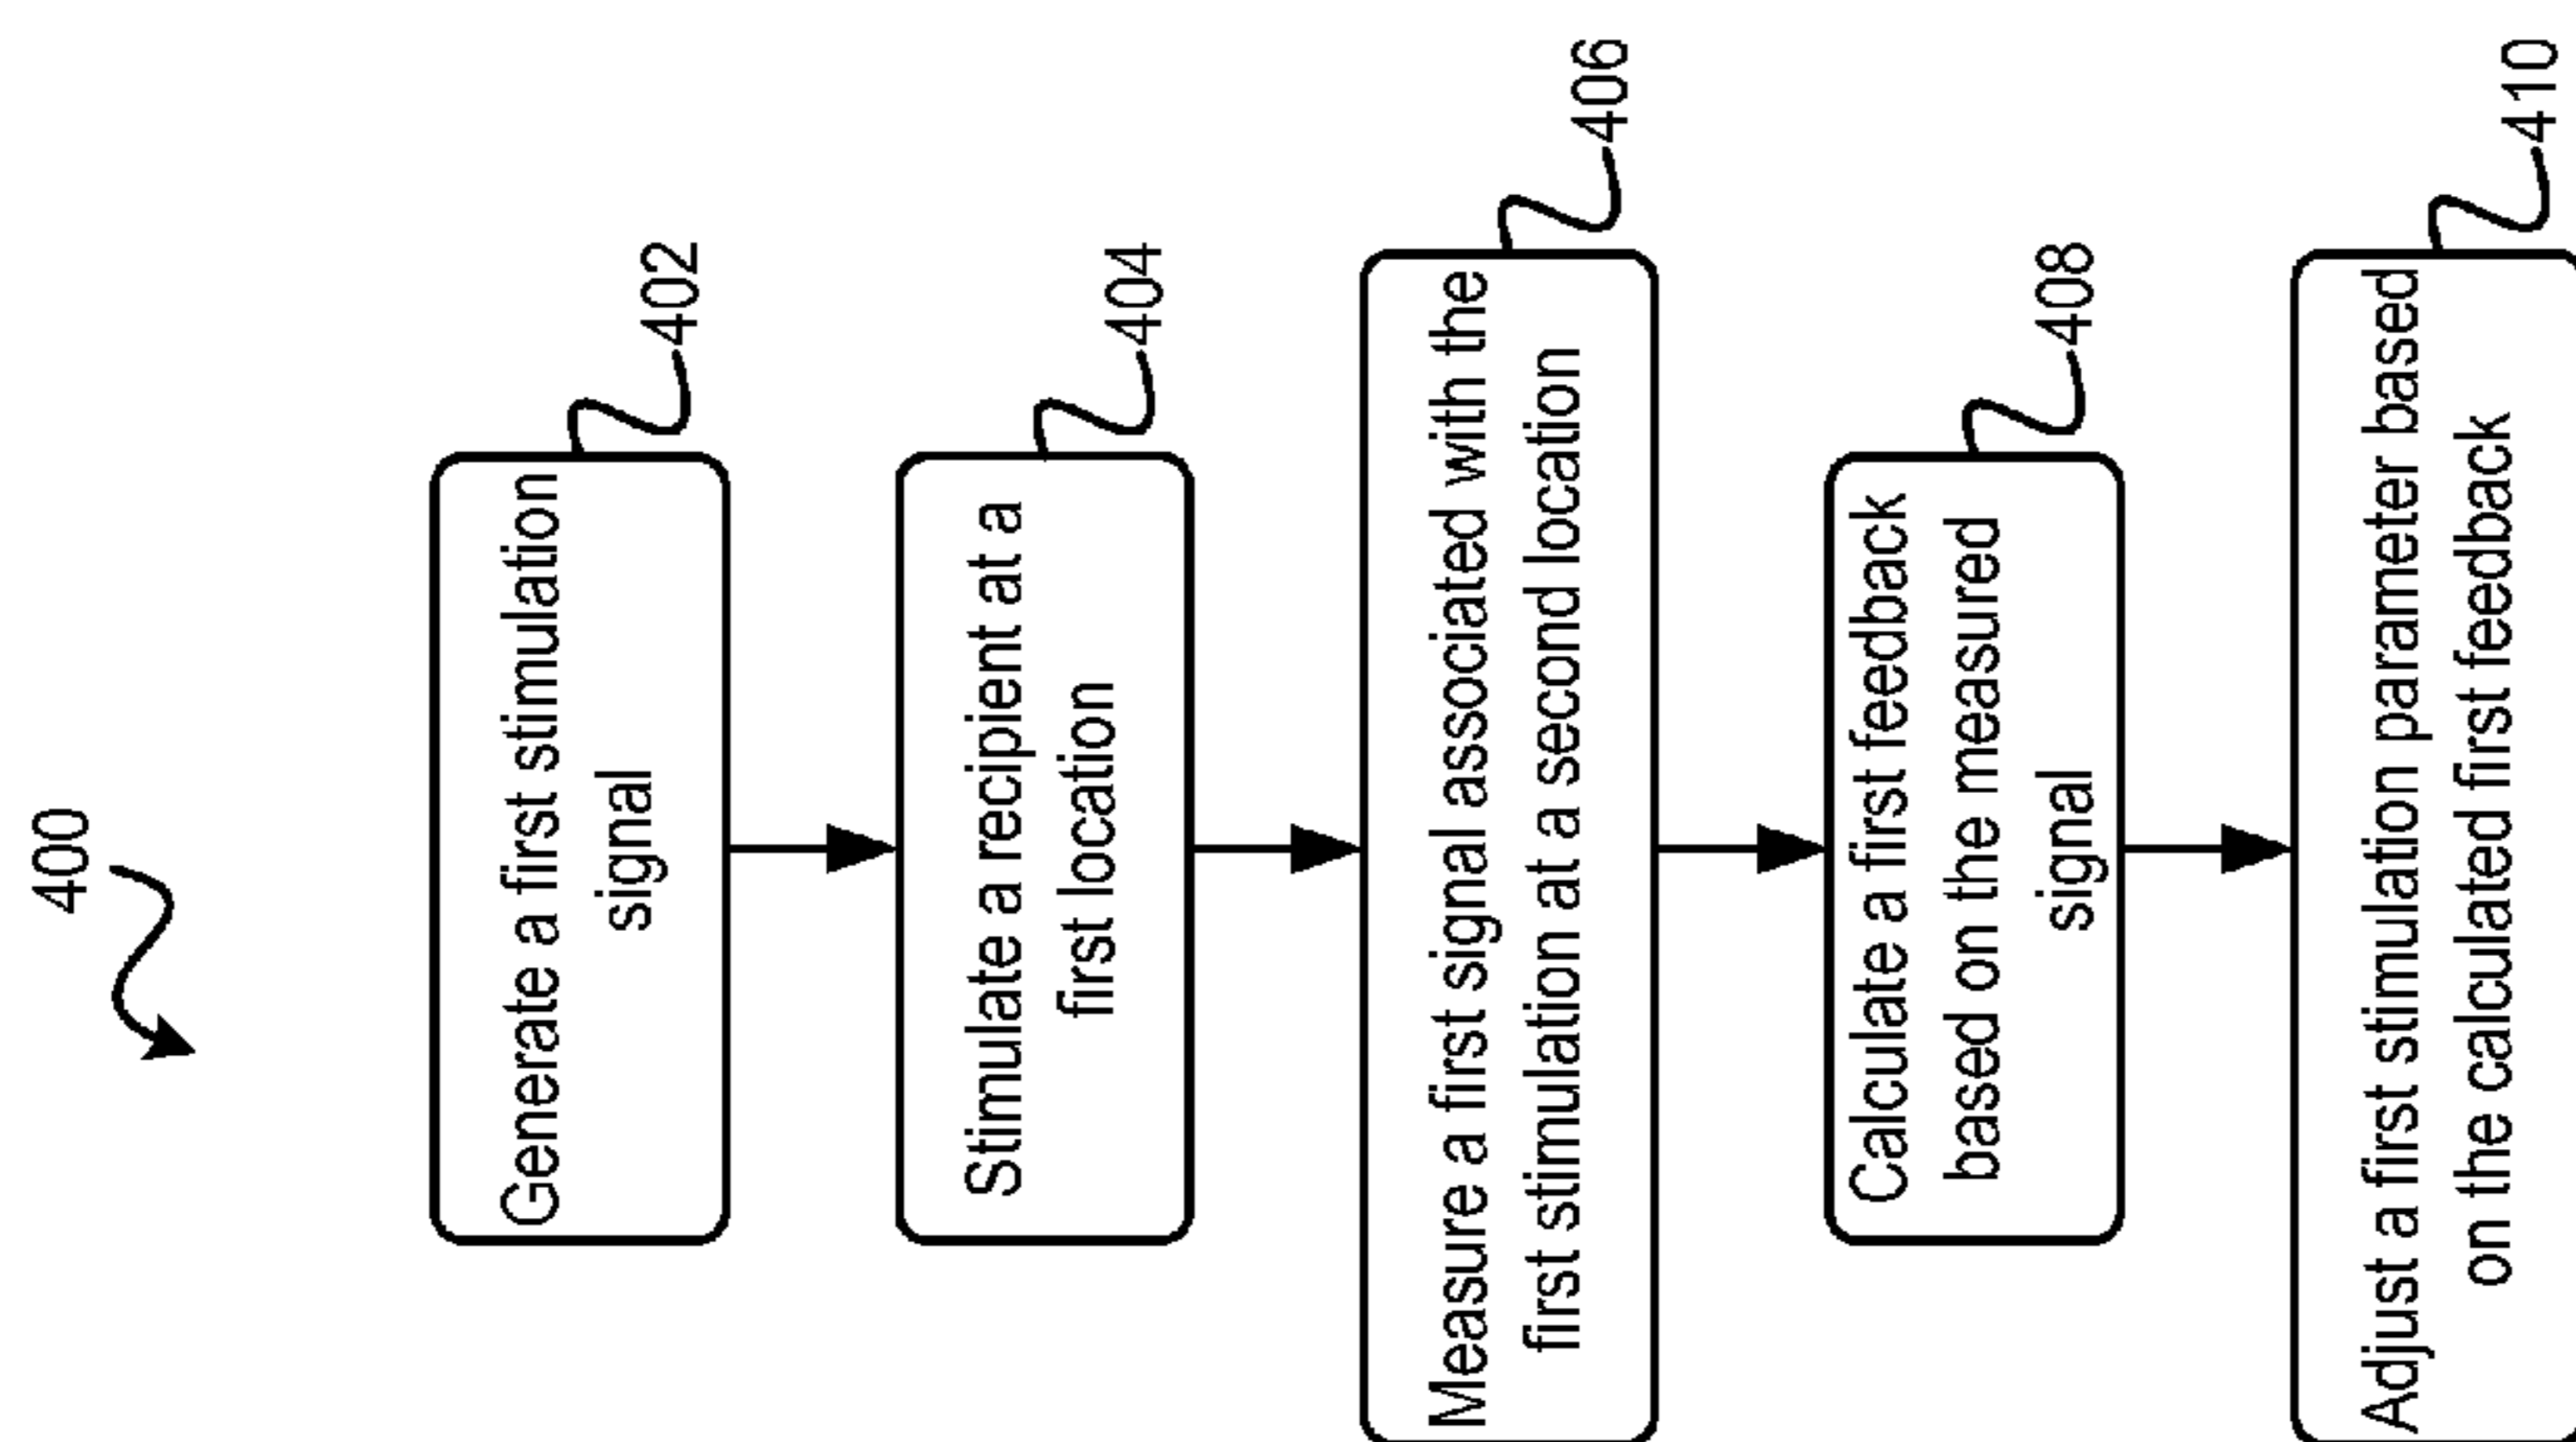 400
Generate a first stimulation
signal
402
Stimulate a recipient at a
first location
404
Measure a first signal associated with the
first stimulation at a second location
406
Calculate a first feedback
based on the measured
signal
408
Adjust a first stimulation parameter based
on the calculated first feedback
410